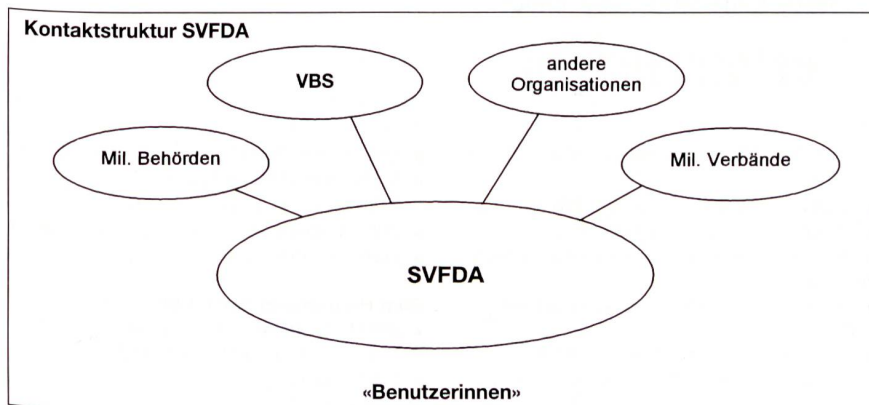 Kontaktstruktur SVFDA
VBS
andere
Organisationen
Mil. Behörden
Mil. Verbände
SVFDA
«Benutzerinnen»